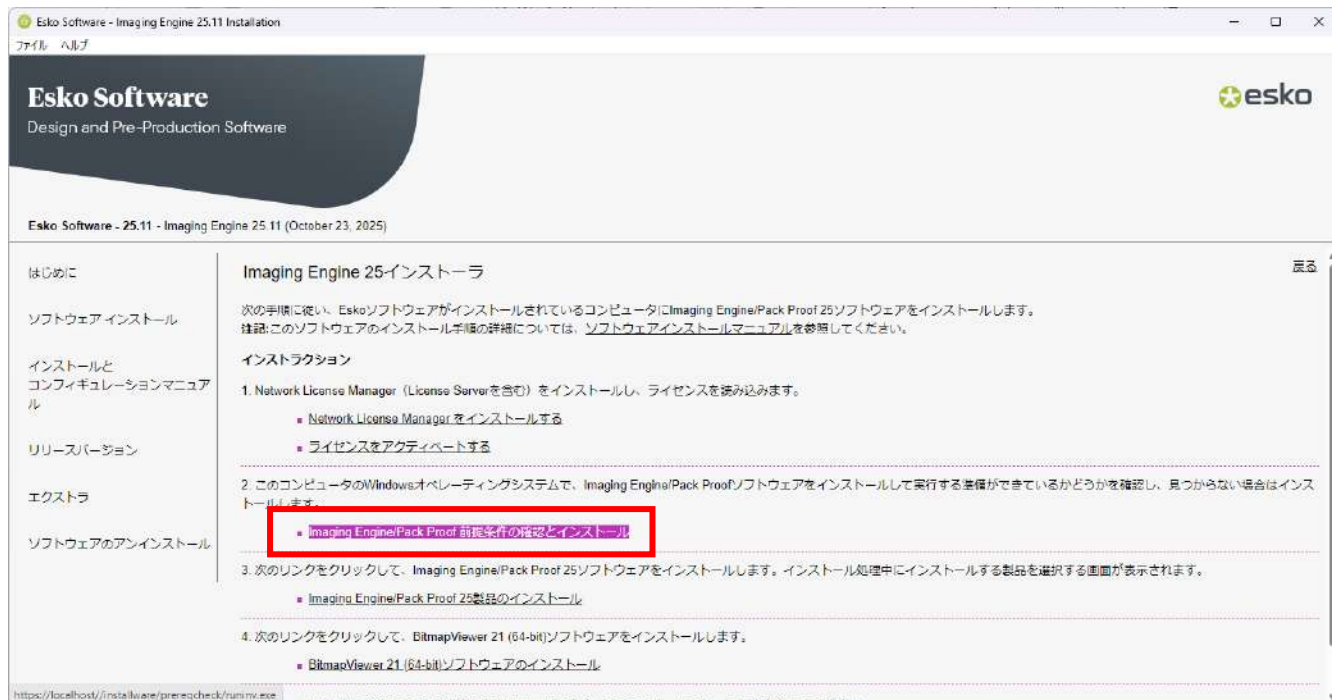 Esko Software - Imaging Engine 25.11 Installation
ファイル ヘルプ
Esko Software
Design and Pre-Production Software
esko
Esko Software - 25.11 - Imaging Engine 25.11 (October 23, 2025)
はじめに
ソフトウェア インストール
インストールと
コンフィギュレーションマニュア
ル
リリースバージョン
エクストラ
ソフトウェアのアンインストール
Imaging Engine 25インストーラ
戻る
次の手順に従い、EskoソフトウェアがインストールされているコンピュータにImaging Engine/Pack Proof 25ソフトウェアをインストールします。
注記:このソフトウェアのインストール手順の詳細については、ソフトウェアインストールマニュアルを参照してください。
インストラクション
1. Network License Manager（License Serverを含む）をインストールし、ライセンスを読み込みます。
Network License Manager をインストールする
ライセンスをアクティベートする
2. このコンピュータのWindowsオペレーティングシステムで、Imaging Engine/Pack Proofソフトウェアをインストールして実行する準備ができているかどうかを確認し、見つからない場合はインス
トールします。
Imaging Engine/Pack Proof 前提条件の確認とインストール
3. 次のリンクをクリックして、Imaging Engine/Pack Proof 25ソフトウェアをインストールします。インストール処理中にインストールする製品を選択する画面が表示されます。
Imaging Engine/Pack Proof 25製品のインストール
4. 次のリンクをクリックして、BitmapViewer 21 (64-bit)ソフトウェアをインストールします。
BitmapViewer 21 (64-bit)ソフトウェアのインストール
https://localhost//installware/prereqcheck/runinv.exe